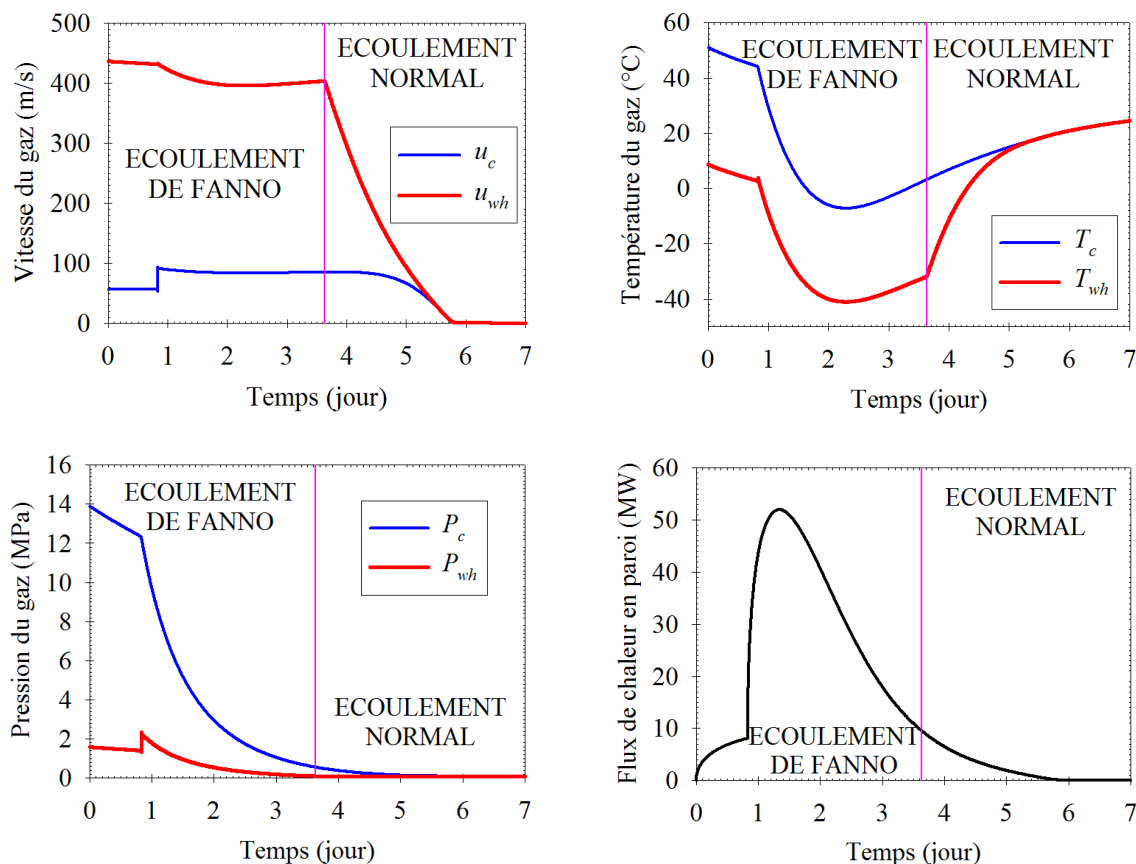 500
400
300
200
100
0
0 1 2 3 4 5 6 7
Vitesse du gaz (m/s)
Temps (jour)
ECOULEMENT
NORMAL
ECOULEMENT
DE FANNO
u_c
u_wh
60
40
20
0
-20
-40
0 1 2 3 4 5 6 7
Température du gaz (°C)
Temps (jour)
ECOULEMENT
DE FANNO
ECOULEMENT
NORMAL
T_c
T_wh
16
14
12
10
8
6
4
2
0
0 1 2 3 4 5 6 7
Pression du gaz (MPa)
Temps (jour)
ECOULEMENT
DE FANNO
P_c
P_wh
ECOULEMENT
NORMAL
60
50
40
30
20
10
0
0 1 2 3 4 5 6 7
Flux de chaleur en paroi (MW)
Temps (jour)
ECOULEMENT
NORMAL
ECOULEMENT
DE FANNO